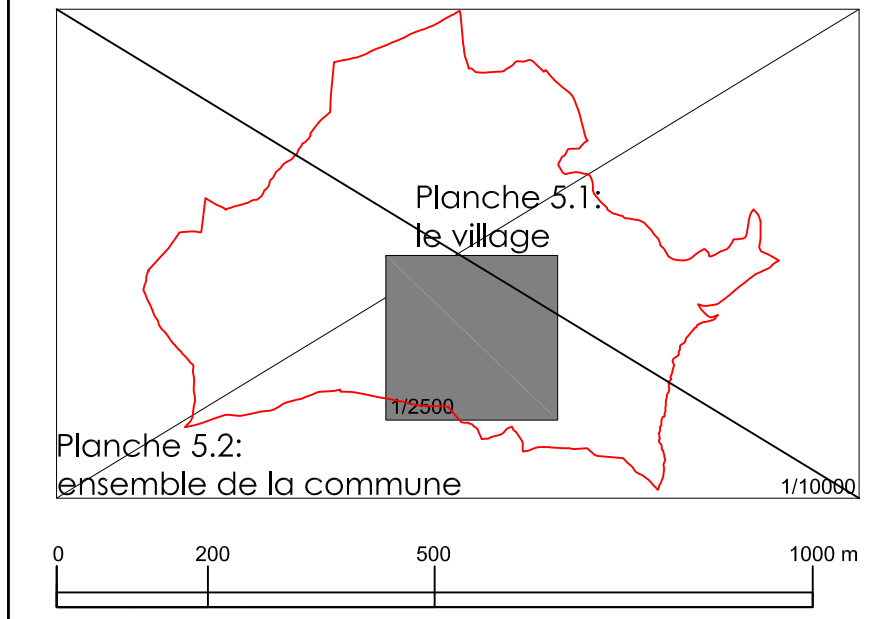 Planche 5.1:
le village
1/2500
Planche 5.2:
ensemble de la commune
1/10000
0 200 500 1000 m